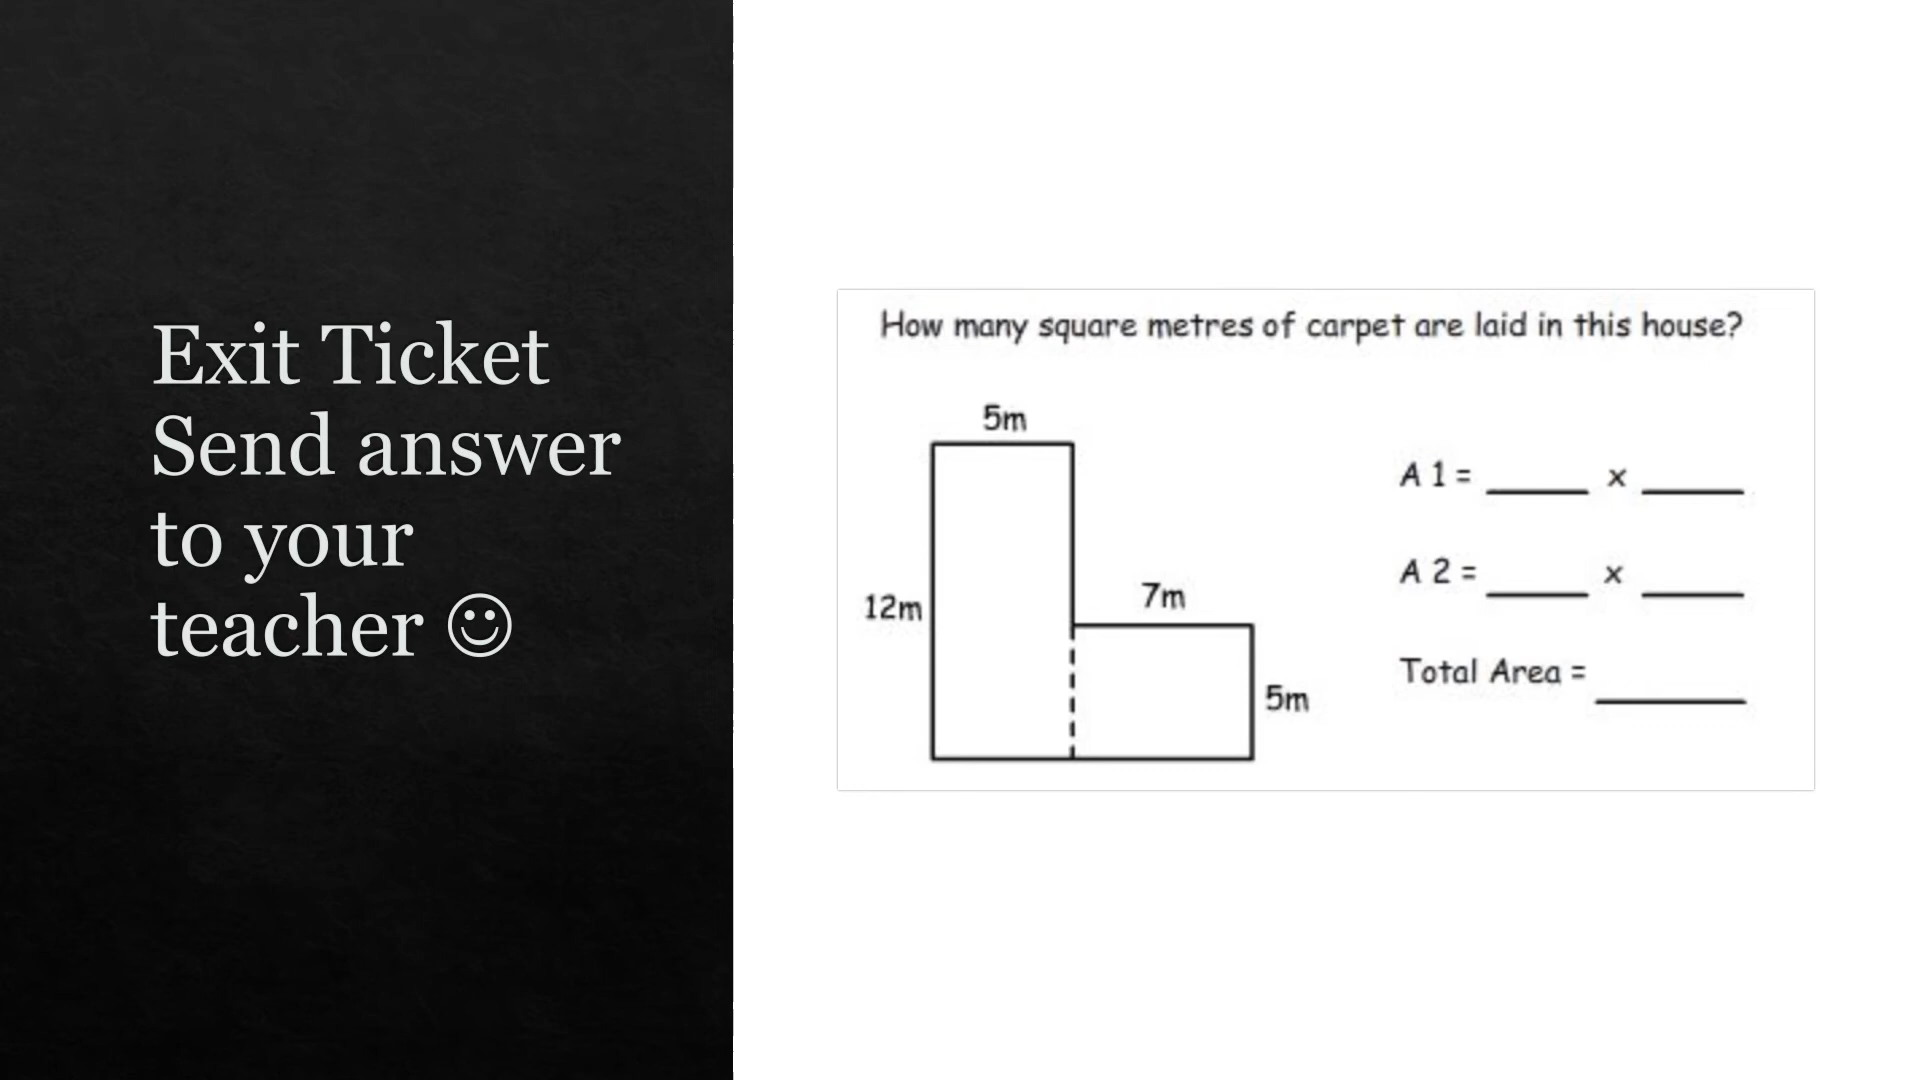 Exit Ticket
Send answer
to your
teacher ☺
How many square metres of carpet are laid in this house?
5m
12m
7m
5m
A 1 = _____ x _____
A 2 = _____ x _____
Total Area = _____